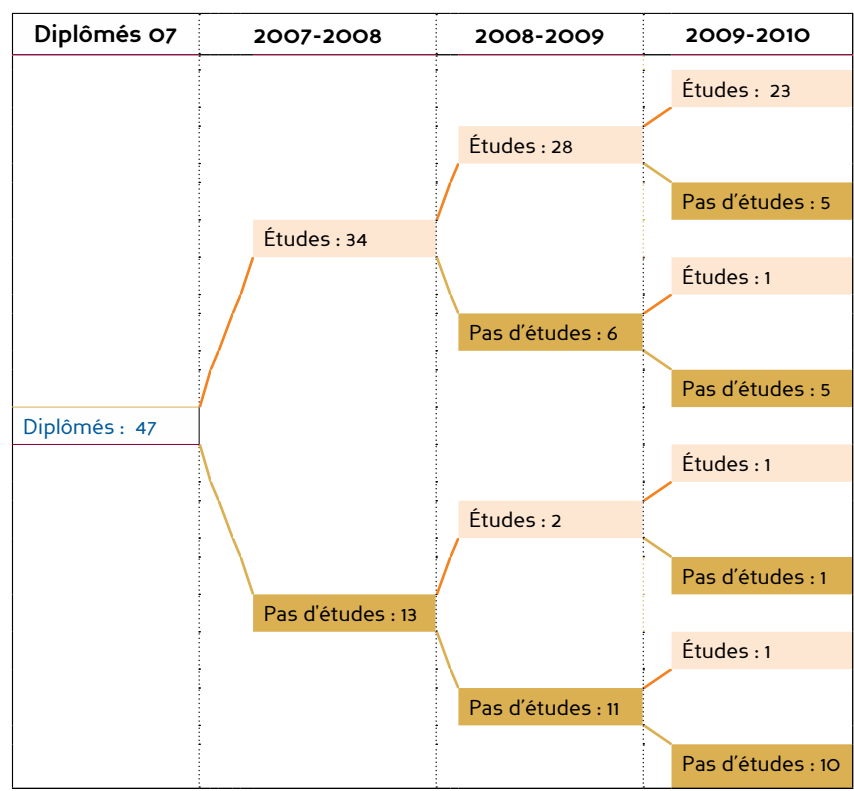 Diplômés 07 2007-2008 2008-2009 2009-2010
Études : 23
Études : 28
Pas d'études : 5
Études : 34
Études : 1
Pas d'études : 6
Pas d'études : 5
Diplômés : 47
Études : 1
Études : 2
Pas d'études : 1
Pas d'études : 13
Études : 1
Pas d'études : 11
Pas d'études : 10